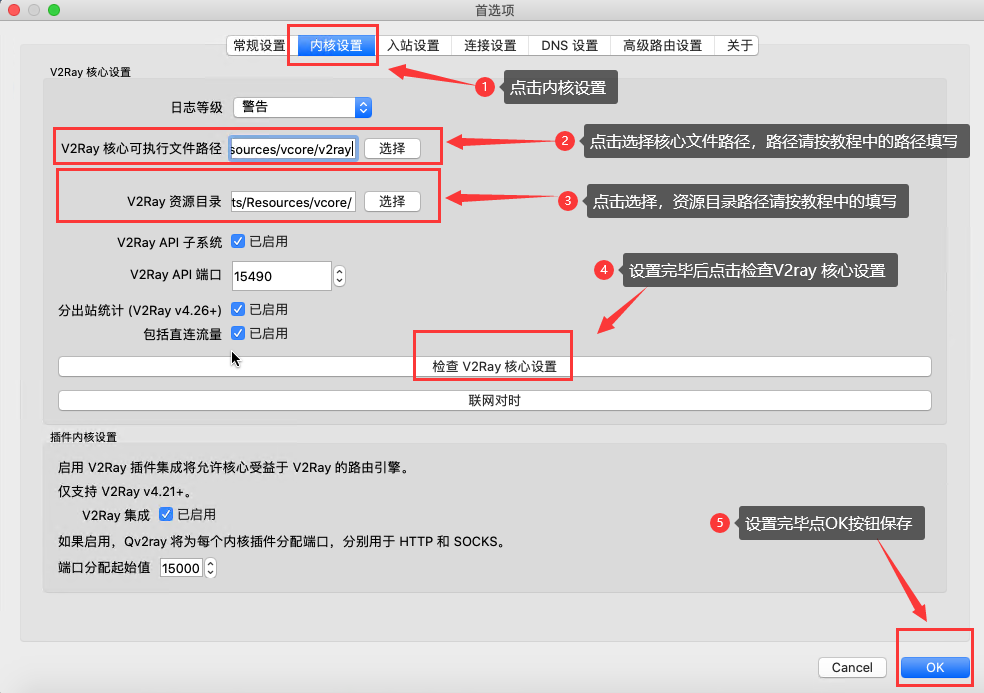 首选项
常规设置 内核设置 入站设置 连接设置 DNS 设置 高级路由设置 关于
V2Ray 核心设置
1 点击内核设置
日志等级 警告
V2Ray 核心可执行文件路径 sources/vcore/v2ray 选择
2 点击选择核心文件路径，路径请按教程中的路径填写
V2Ray 资源目录 ts/Resources/vcore/ 选择
3 点击选择，资源目录路径请按教程中的填写
V2Ray API 子系统 已启用
V2Ray API 端口 15490
4 设置完毕后点击检查V2ray 核心设置
分出站统计 (V2Ray v4.26+) 已启用
包括直连流量 已启用
检查 V2Ray 核心设置
联网对时
插件内核设置
启用 V2Ray 插件集成将允许核心受益于 V2Ray 的路由引擎。
仅支持 V2Ray v4.21+。
V2Ray 集成 已启用
5 设置完毕点OK按钮保存
如果启用，Qv2ray 将为每个内核插件分配端口，分别用于 HTTP 和 SOCKS。
端口分配起始值 15000
Cancel OK